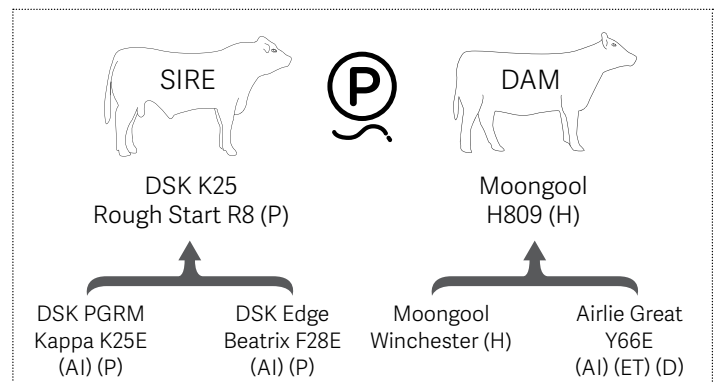 SIRE
P
DAM
DSK K25
Rough Start R8 (P)
Moongool
H809 (H)
DSK PGRM
Kappa K25E
(AI) (P)
DSK Edge
Beatrix F28E
(AI) (P)
Moongool
Winchester (H)
Airlie Great
Y66E
(AI) (ET) (D)